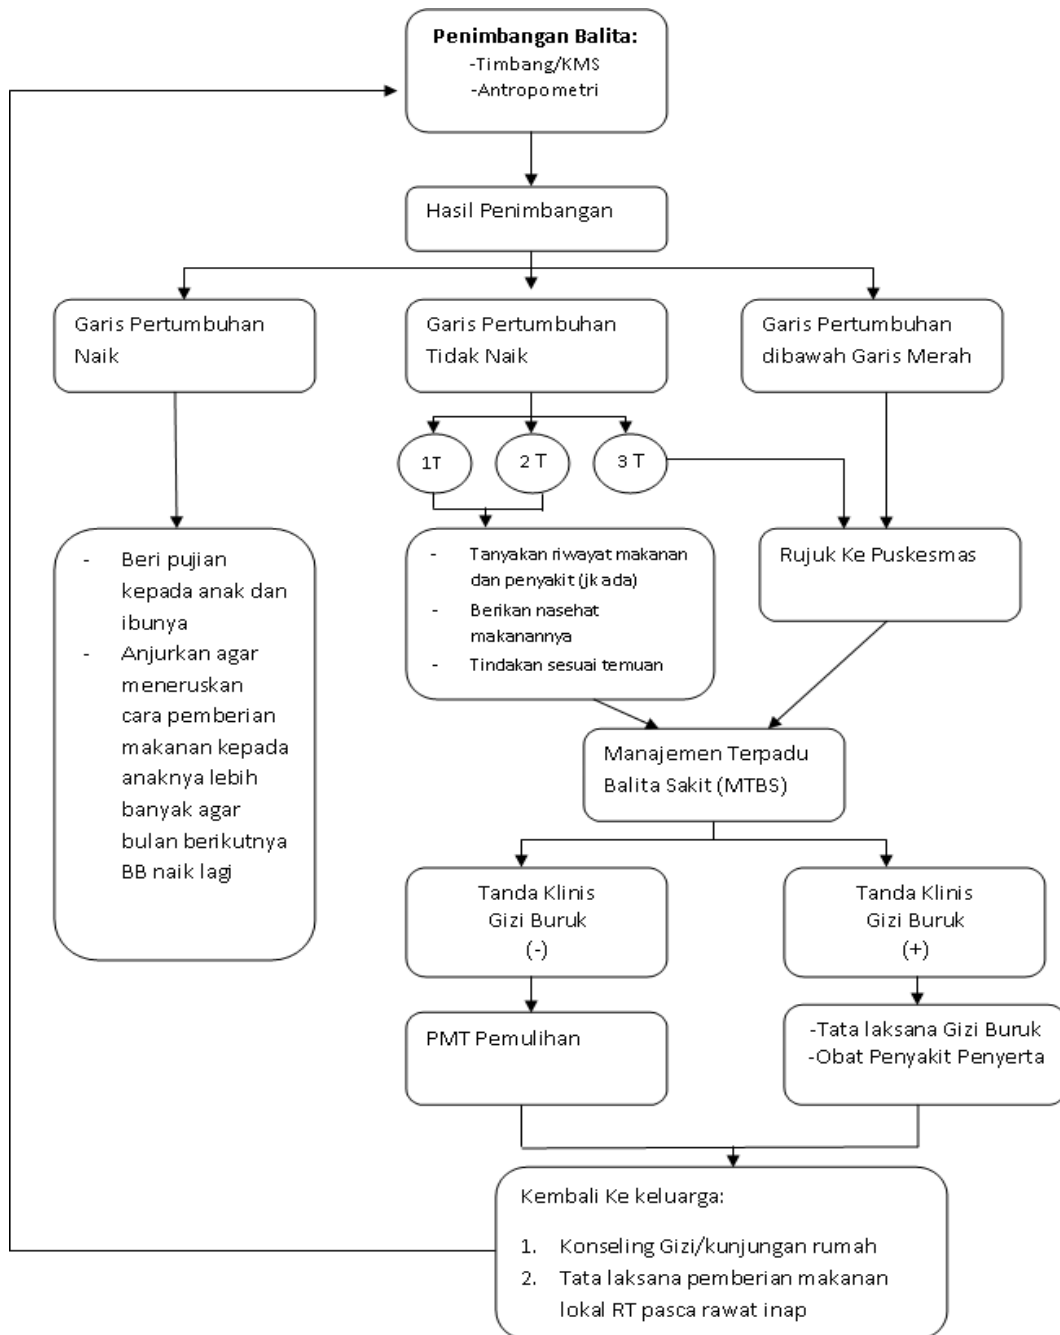 Penimbangan Balita:
-Timbang/KMS
-Antropometri
Hasil Penimbangan
Garis Pertumbuhan
Naik
Garis Pertumbuhan
Tidak Naik
Garis Pertumbuhan
dibawah Garis Merah
1T
2 T
3 T
- Beri pujian
kepada anak dan
ibunya
- Anjurkan agar
meneruskan
cara pemberian
makanan kepada
anaknya lebih
banyak agar
bulan berikutnya
BB naik lagi
- Tanyakan riwayat makanan
dan penyakit (jk ada)
- Berikan nasehat
makanannya
- Tindakan sesuai temuan
Rujuk Ke Puskesmas
Manajemen Terpadu
Balita Sakit (MTBS)
Tanda Klinis
Gizi Buruk
(-)
Tanda Klinis
Gizi Buruk
(+)
PMT Pemulihan
-Tata laksana Gizi Buruk
-Obat Penyakit Penyerta
Kembali Ke keluarga:
1. Konseling Gizi/kunjungan rumah
2. Tata laksana pemberian makanan
lokal RT pasca rawat inap